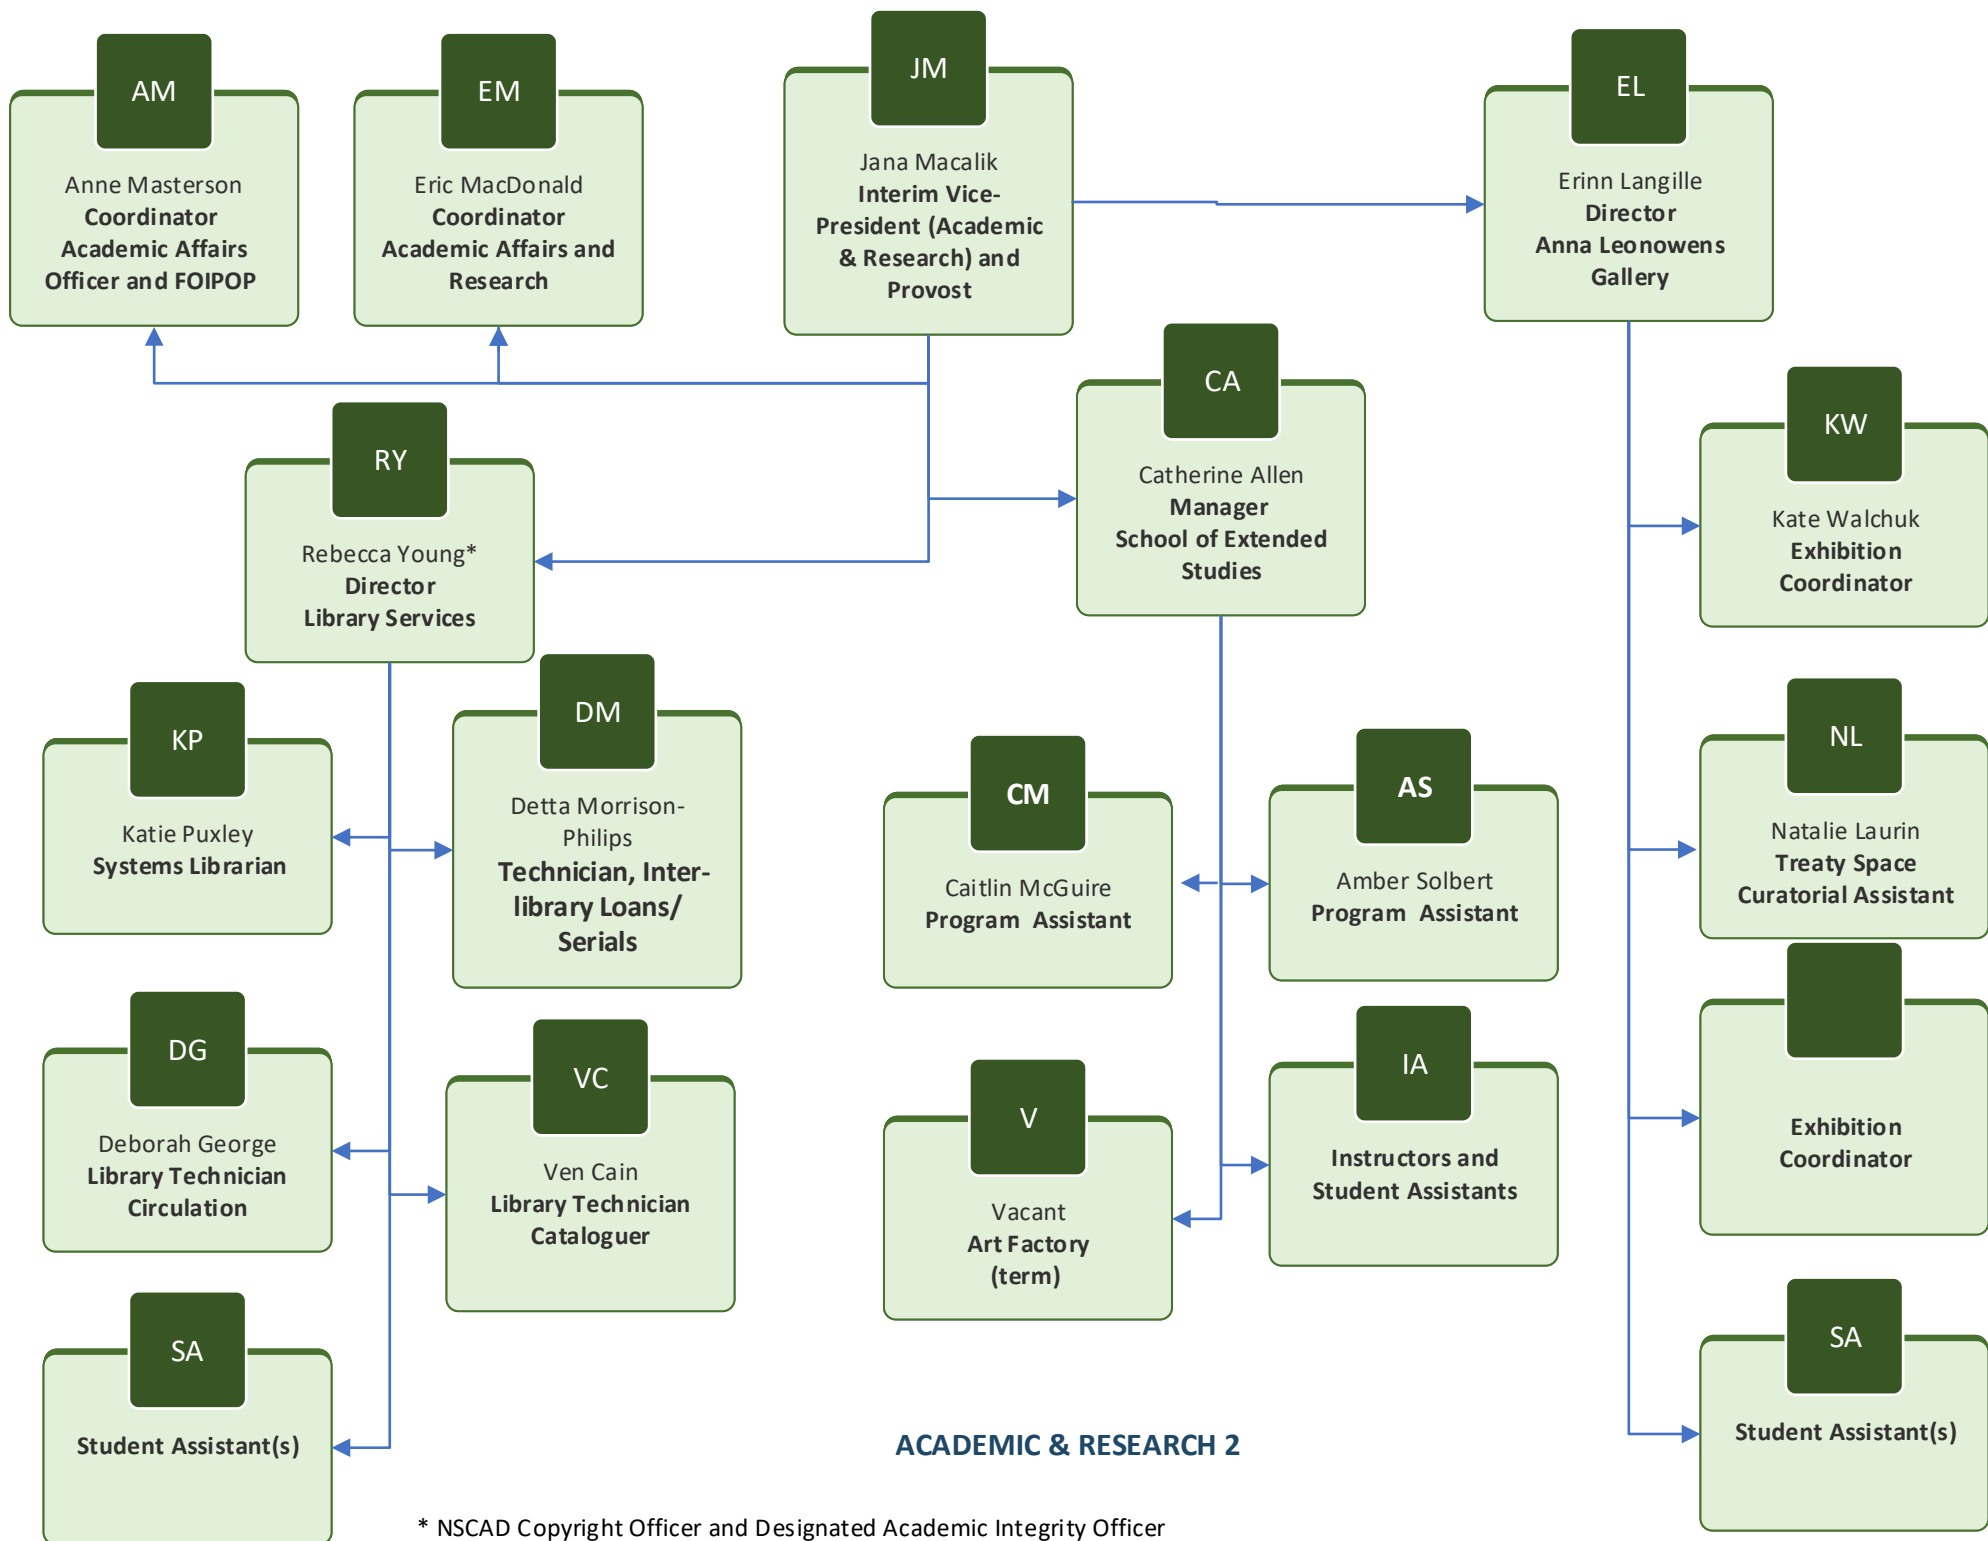 AM
Anne Masterson
Coordinator
Academic Affairs
Officer and FOIPOP
EM
Eric MacDonald
Coordinator
Academic Affairs and
Research
JM
Jana Macalik
Interim Vice-
President (Academic
& Research) and
Provost
EL
Erinn Langille
Director
Anna Leonowens
Gallery
RY
Rebecca Young*
Director
Library Services
CA
Catherine Allen
Manager
School of Extended
Studies
KW
Kate Walchuk
Exhibition
Coordinator
KP
Katie Puxley
Systems Librarian
DM
Detta Morrison-
Philips
Technician, Inter-
library Loans/
Serials
CM
Caitlin McGuire
Program  Assistant
AS
Amber Solbert
Program  Assistant
NL
Natalie Laurin
Treaty Space
Curatorial Assistant
DG
Deborah George
Library Technician
Circulation
VC
Ven Cain
Library Technician
Cataloguer
V
Vacant
Art Factory
(term)
IA
Instructors and
Student Assistants
Exhibition
Coordinator
SA
Student Assistant(s)
SA
Student Assistant(s)
ACADEMIC & RESEARCH 2
* NSCAD Copyright Officer and Designated Academic Integrity Officer